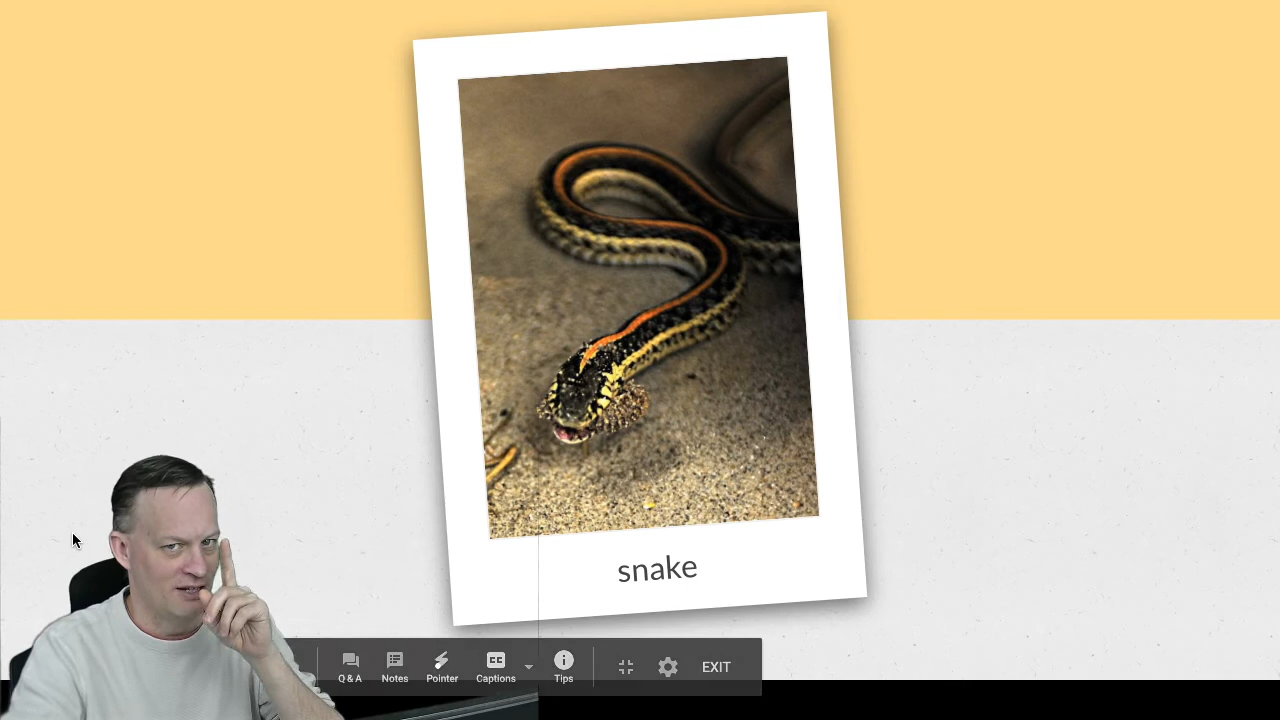 snake
Q & A
Notes
Pointer
Captions
Tips
EXIT